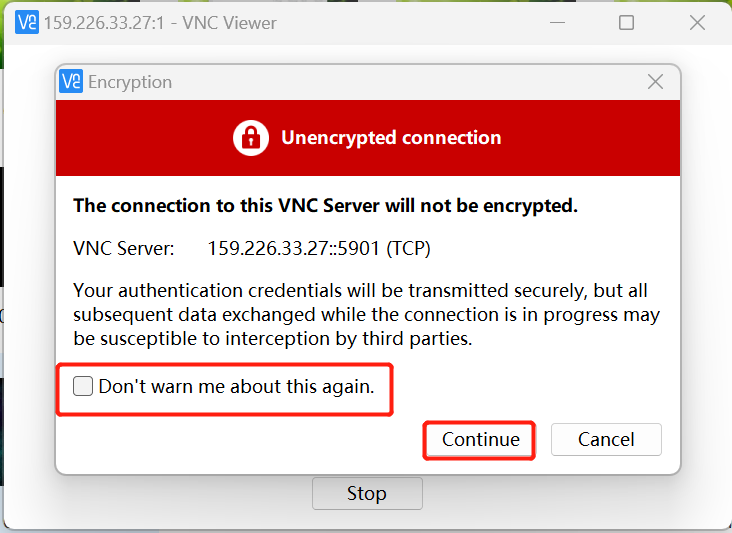 159.226.33.27:1 - VNC Viewer
Encryption
Unencrypted connection
The connection to this VNC Server will not be encrypted.
VNC Server: 159.226.33.27::5901 (TCP)
Your authentication credentials will be transmitted securely, but all
subsequent data exchanged while the connection is in progress may
be susceptible to interception by third parties.
Don't warn me about this again.
Continue Cancel
Stop